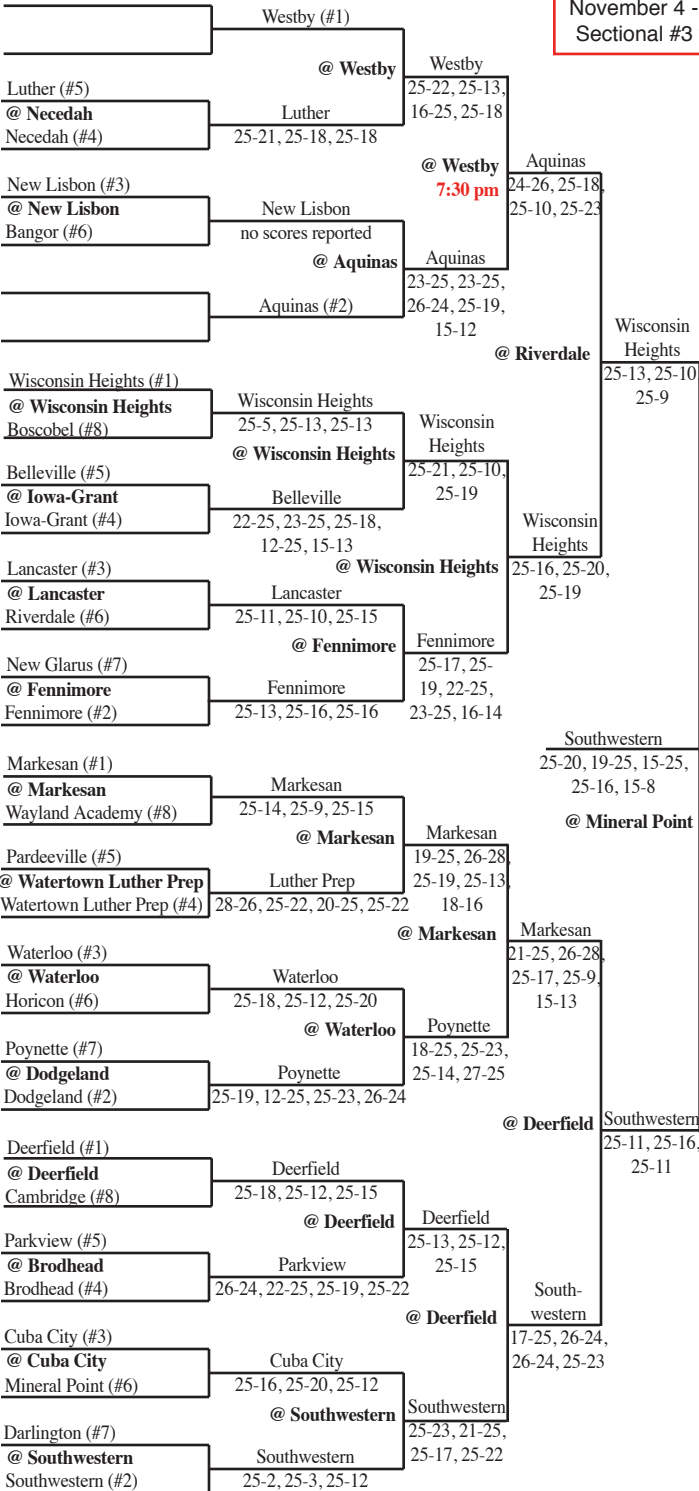 November 4 -
Sectional #3
Westby (#1)
@ Westby
Luther (#5)
@ Necedah
Necedah (#4)
Luther
25-21, 25-18, 25-18
Westby
25-22, 25-13,
16-25, 25-18
@ Westby
7:30 pm
New Lisbon (#3)
@ New Lisbon
Bangor (#6)
New Lisbon
no scores reported
@ Aquinas
Aquinas (#2)
Aquinas
23-25, 23-25,
26-24, 25-19,
15-12
Aquinas
24-26, 25-18,
25-10, 25-23
@ Riverdale
Wisconsin
Heights
25-13, 25-10
25-9
Wisconsin Heights (#1)
@ Wisconsin Heights
Boscobel (#8)
Wisconsin Heights
25-5, 25-13, 25-13
@ Wisconsin Heights
Belleville (#5)
@ Iowa-Grant
Iowa-Grant (#4)
Belleville
22-25, 23-25, 25-18,
12-25, 15-13
Wisconsin
Heights
25-21, 25-10,
25-19
@ Wisconsin Heights
Wisconsin
Heights
25-16, 25-20,
25-19
Lancaster (#3)
@ Lancaster
Riverdale (#6)
Lancaster
25-11, 25-10, 25-15
@ Fennimore
New Glarus (#7)
@ Fennimore
Fennimore (#2)
Fennimore
25-13, 25-16, 25-16
Fennimore
25-17, 25-
19, 22-25,
23-25, 16-14
Southwestern
25-20, 19-25, 15-25,
25-16, 15-8
@ Mineral Point
Markesan (#1)
@ Markesan
Wayland Academy (#8)
Markesan
25-14, 25-9, 25-15
@ Markesan
Pardeeville (#5)
@ Watertown Luther Prep
Watertown Luther Prep (#4)
Luther Prep
28-26, 25-22, 20-25, 25-22
Markesan
19-25, 26-28,
25-19, 25-13,
18-16
@ Markesan
Waterloo (#3)
@ Waterloo
Horicon (#6)
Waterloo
25-18, 25-12, 25-20
@ Waterloo
Poynette (#7)
@ Dodgeland
Dodgeland (#2)
Poynette
25-19, 12-25, 25-23, 26-24
Poynette
18-25, 25-23,
25-14, 27-25
Markesan
21-25, 26-28,
25-17, 25-9,
15-13
@ Deerfield
Southwestern
25-11, 25-16,
25-11
Deerfield (#1)
@ Deerfield
Cambridge (#8)
Deerfield
25-18, 25-12, 25-15
@ Deerfield
Parkview (#5)
@ Brodhead
Brodhead (#4)
Parkview
26-24, 22-25, 25-19, 25-22
Deerfield
25-13, 25-12,
25-15
@ Deerfield
South-
western
17-25, 26-24,
26-24, 25-23
Cuba City (#3)
@ Cuba City
Mineral Point (#6)
Cuba City
25-16, 25-20, 25-12
@ Southwestern
Darlington (#7)
@ Southwestern
Southwestern (#2)
Southwestern
25-2, 25-3, 25-12
Southwestern
25-23, 21-25,
25-17, 25-22